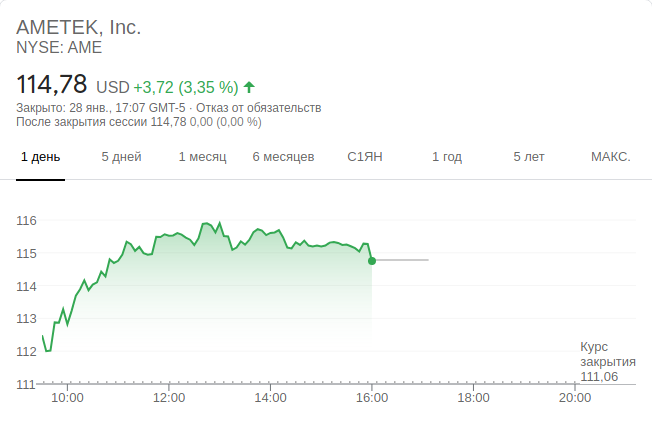 AMETEK, Inc.
NYSE: AME
114,78 USD +3,72 (3,35 %)
Закрыто: 28 янв., 17:07 GMT-5 · Отказ от обязательств
После закрытия сессии 114,78 0,00 (0,00 %)
1 день 5 дней 1 месяц 6 месяцев С1ЯН 1 год 5 лет МАКС.
116
115
114
113
112
111
Курс
закрытия
111,06
10:00 12:00 14:00 16:00 18:00 20:00